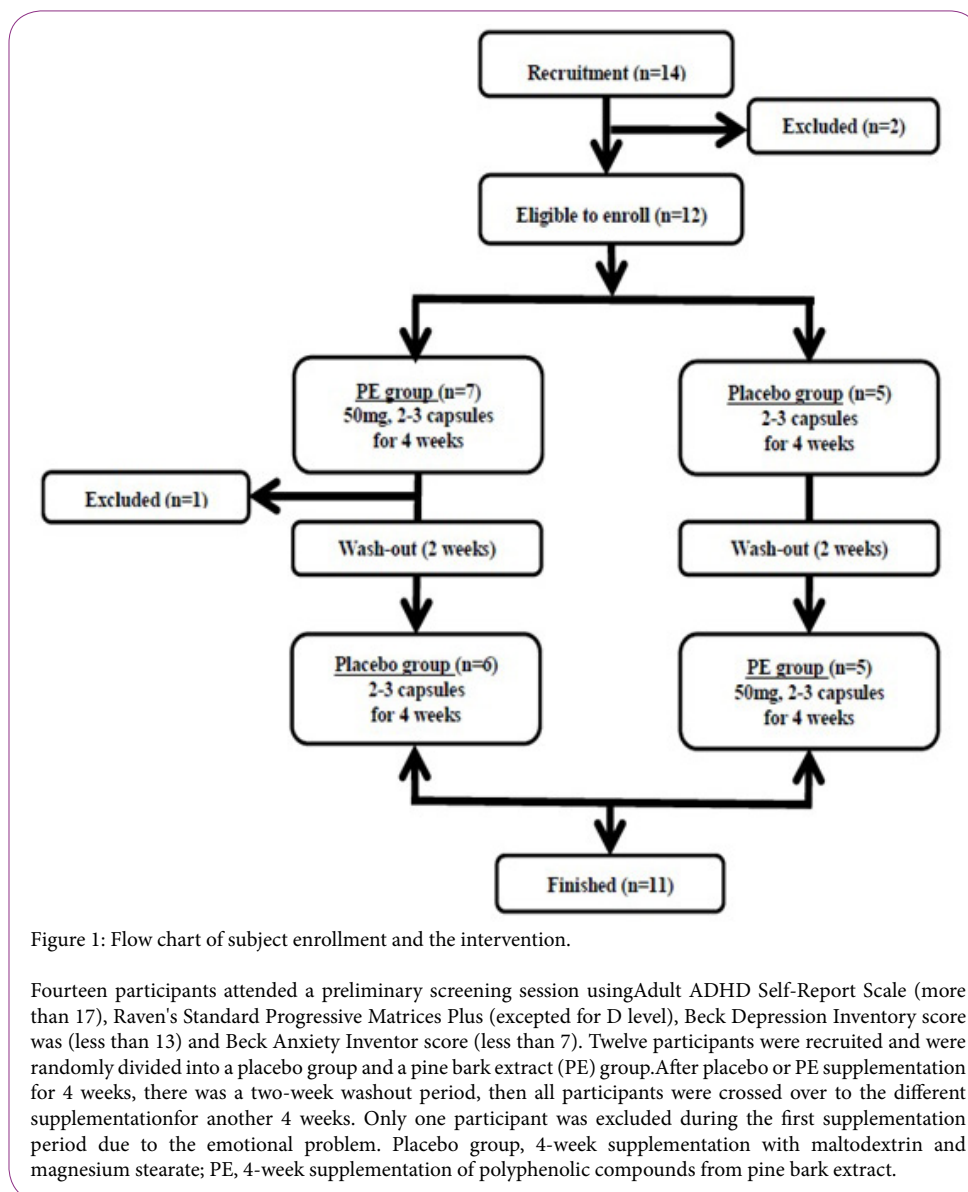 Recruitment (n=14)
Excluded (n=2)
Eligible to enroll (n=12)
PE group (n=7)
50mg, 2-3 capsules
for 4 weeks
Placebo group (n=5)
2-3 capsules
for 4 weeks
Excluded (n=1)
Wash-out (2 weeks)
Wash-out (2 weeks)
Placebo group (n=6)
2-3 capsules
for 4 weeks
PE group (n=5)
50mg, 2-3 capsules
for 4 weeks
Finished (n=11)
Figure 1: Flow chart of subject enrollment and the intervention.
Fourteen participants attended a preliminary screening session usingAdult ADHD Self-Report Scale (more
than 17), Raven's Standard Progressive Matrices Plus (excepted for D level), Beck Depression Inventory score
was (less than 13) and Beck Anxiety Inventor score (less than 7). Twelve participants were recruited and were
randomly divided into a placebo group and a pine bark extract (PE) group.After placebo or PE supplementation
for 4 weeks, there was a two-week washout period, then all participants were crossed over to the different
supplementationfor another 4 weeks. Only one participant was excluded during the first supplementation
period due to the emotional problem. Placebo group, 4-week supplementation with maltodextrin and
magnesium stearate; PE, 4-week supplementation of polyphenolic compounds from pine bark extract.